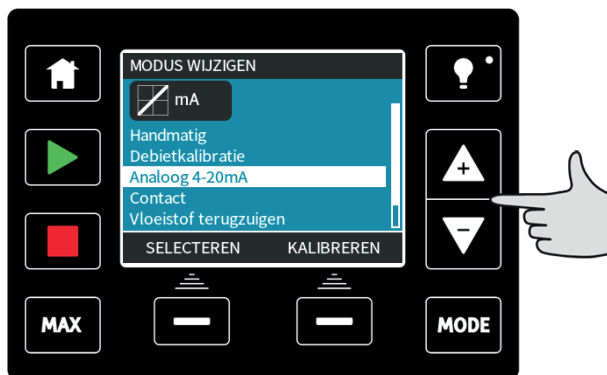 MODUS WIJZIGEN
mA
Handmatig
Debietkalibratie
Analoog 4-20mA
Contact
Vloeistof terugzuigen
SELECTEREN KALIBREREN
+
-
MAX
MODE